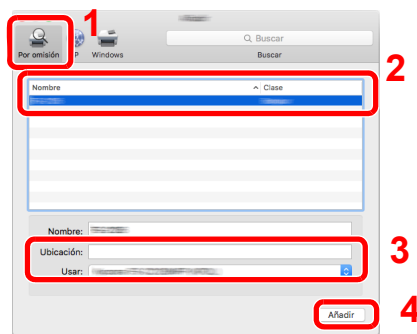 1
Por omisión P Windows
Buscar
Buscar
2
Nombre Clase
Nombre:
Ubicación:
3
Usar:
Añadir
4